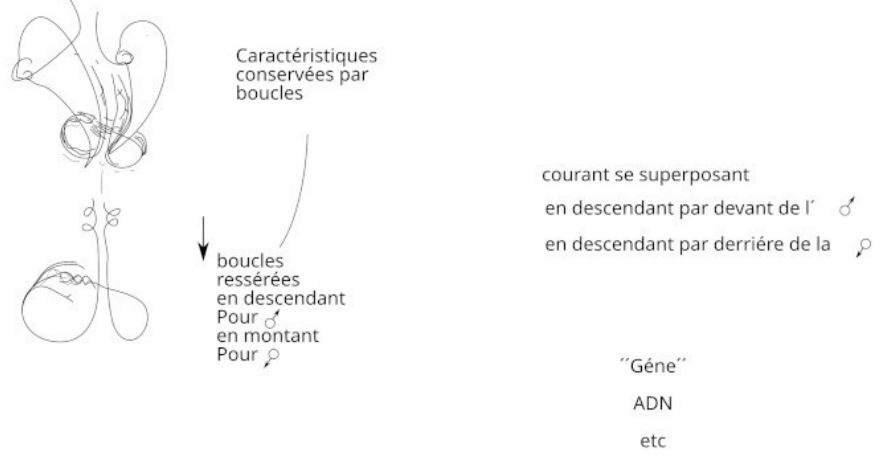 Caractéristiques
conservées par
boucles
boucles
ressérées
en descendant
Pour ♂
en montant
Pour ♀
courant se superposant
en descendant par devant de l´ ♂
en descendant par derriére de la ♀
´´Géne´´
ADN
etc